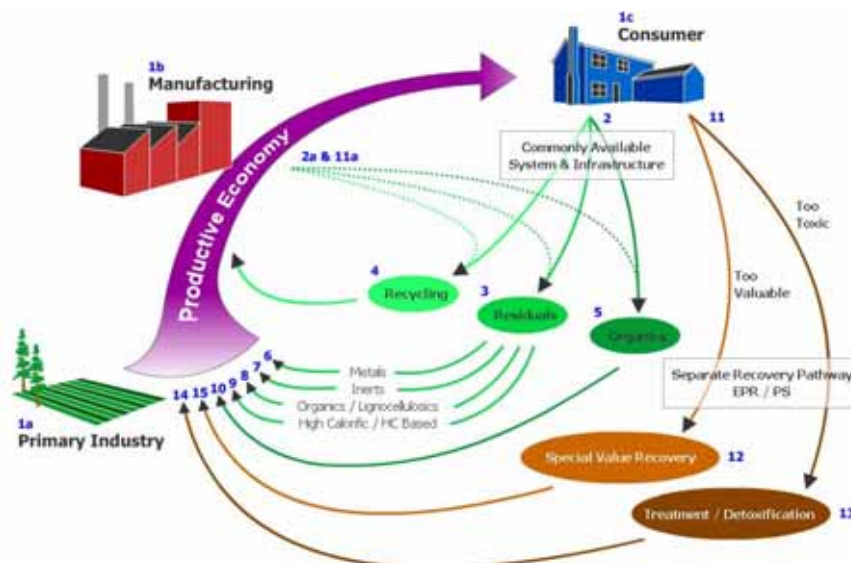 1c
Consumer
1b
Manufacturing
2
11
Commonly Available
System & Infrastructure
2a & 11a
Productive Economy
Too
Toxic
Too
Valuable
4
Recycling
3
Residuals
5
Organics
Metals
Inerts
Organics / Lignocellulosics
High Calorific / HC Based
6
7
8
9
10
15
14
1a
Primary Industry
Separate Recovery Pathway
EPR / PS
Special Value Recovery
12
Treatment / Detoxification
13